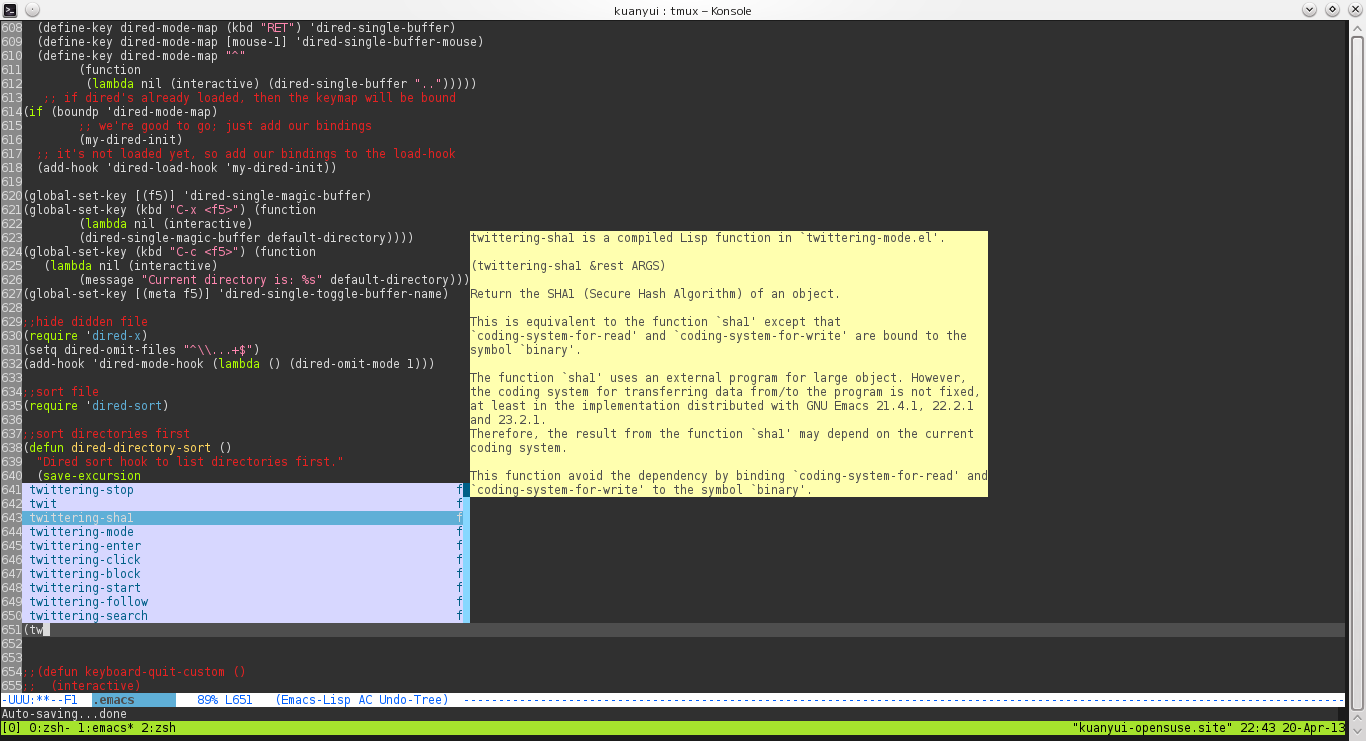 kuanyui : tmux – Konsole
608  (define-key dired-mode-map (kbd "RET") 'dired-single-buffer)
609  (define-key dired-mode-map [mouse-1] 'dired-single-buffer-mouse)
610  (define-key dired-mode-map "^"
611        (function
612         (lambda nil (interactive) (dired-single-buffer "..")))))
613   ;; if dired's already loaded, then the keymap will be bound
614(if (boundp 'dired-mode-map)
615        ;; we're good to go; just add our bindings
616        (my-dired-init)
617  ;; it's not loaded yet, so add our bindings to the load-hook
618  (add-hook 'dired-load-hook 'my-dired-init))
619
620(global-set-key [(f5)] 'dired-single-magic-buffer)
621(global-set-key (kbd "C-x <f5>") (function
622        (lambda nil (interactive)
623        (dired-single-magic-buffer default-directory))))
624(global-set-key (kbd "C-c <f5>") (function
625   (lambda nil (interactive)
626        (message "Current directory is: %s" default-directory)))
627(global-set-key [(meta f5)] 'dired-single-toggle-buffer-name)
628
629;;hide didden file
630(require 'dired-x)
631(setq dired-omit-files "^\\...+$")
632(add-hook 'dired-mode-hook (lambda () (dired-omit-mode 1)))
633
634;;sort file
635(require 'dired-sort)
636
637;;sort directories first
638(defun dired-directory-sort ()
639  "Dired sort hook to list directories first."
640  (save-excursion
641 twittering-stop f
642 twit f
643 twittering-sha1 f
644 twittering-mode f
645 twittering-enter f
646 twittering-click f
647 twittering-block f
648 twittering-start f
649 twittering-follow f
650 twittering-search f
651(tw
652
653
654;;(defun keyboard-quit-custom ()
655;;  (interactive)
twittering-sha1 is a compiled Lisp function in `twittering-mode.el'.
(twittering-sha1 &rest ARGS)
Return the SHA1 (Secure Hash Algorithm) of an object.
This is equivalent to the function `sha1' except that
`coding-system-for-read' and `coding-system-for-write' are bound to the
symbol `binary'.
The function `sha1' uses an external program for large object. However,
the coding system for transferring data from/to the program is not fixed,
at least in the implementation distributed with GNU Emacs 21.4.1, 22.2.1
and 23.2.1.
Therefore, the result from the function `sha1' may depend on the current
coding system.
This function avoid the dependency by binding `coding-system-for-read' and
`coding-system-for-write' to the symbol `binary'.
-UUU:**--F1  .emacs   89% L651   (Emacs-Lisp AC Undo-Tree)  ------------------------------------------------------------
Auto-saving...done
[0] 0:zsh- 1:emacs* 2:zsh "kuanyui-opensuse.site" 22:43 20-Apr-13